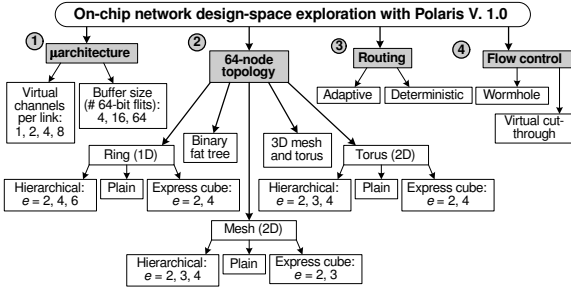 On-chip network design-space exploration with Polaris V. 1.0
1
µarchitecture
2
64-node
topology
3
Routing
4
Flow control
Virtual
channels
per link:
1, 2, 4, 8
Buffer size
(# 64-bit flits):
4, 16, 64
Adaptive
Deterministic
Wormhole
Virtual cut-
through
Ring (1D)
Binary
fat tree
3D mesh
and torus
Torus (2D)
Hierarchical:
e = 2, 4, 6
Plain
Express cube:
e = 2, 4
Hierarchical:
e = 2, 3, 4
Plain
Express cube:
e = 2, 4
Mesh (2D)
Hierarchical:
e = 2, 3, 4
Plain
Express cube:
e = 2, 3